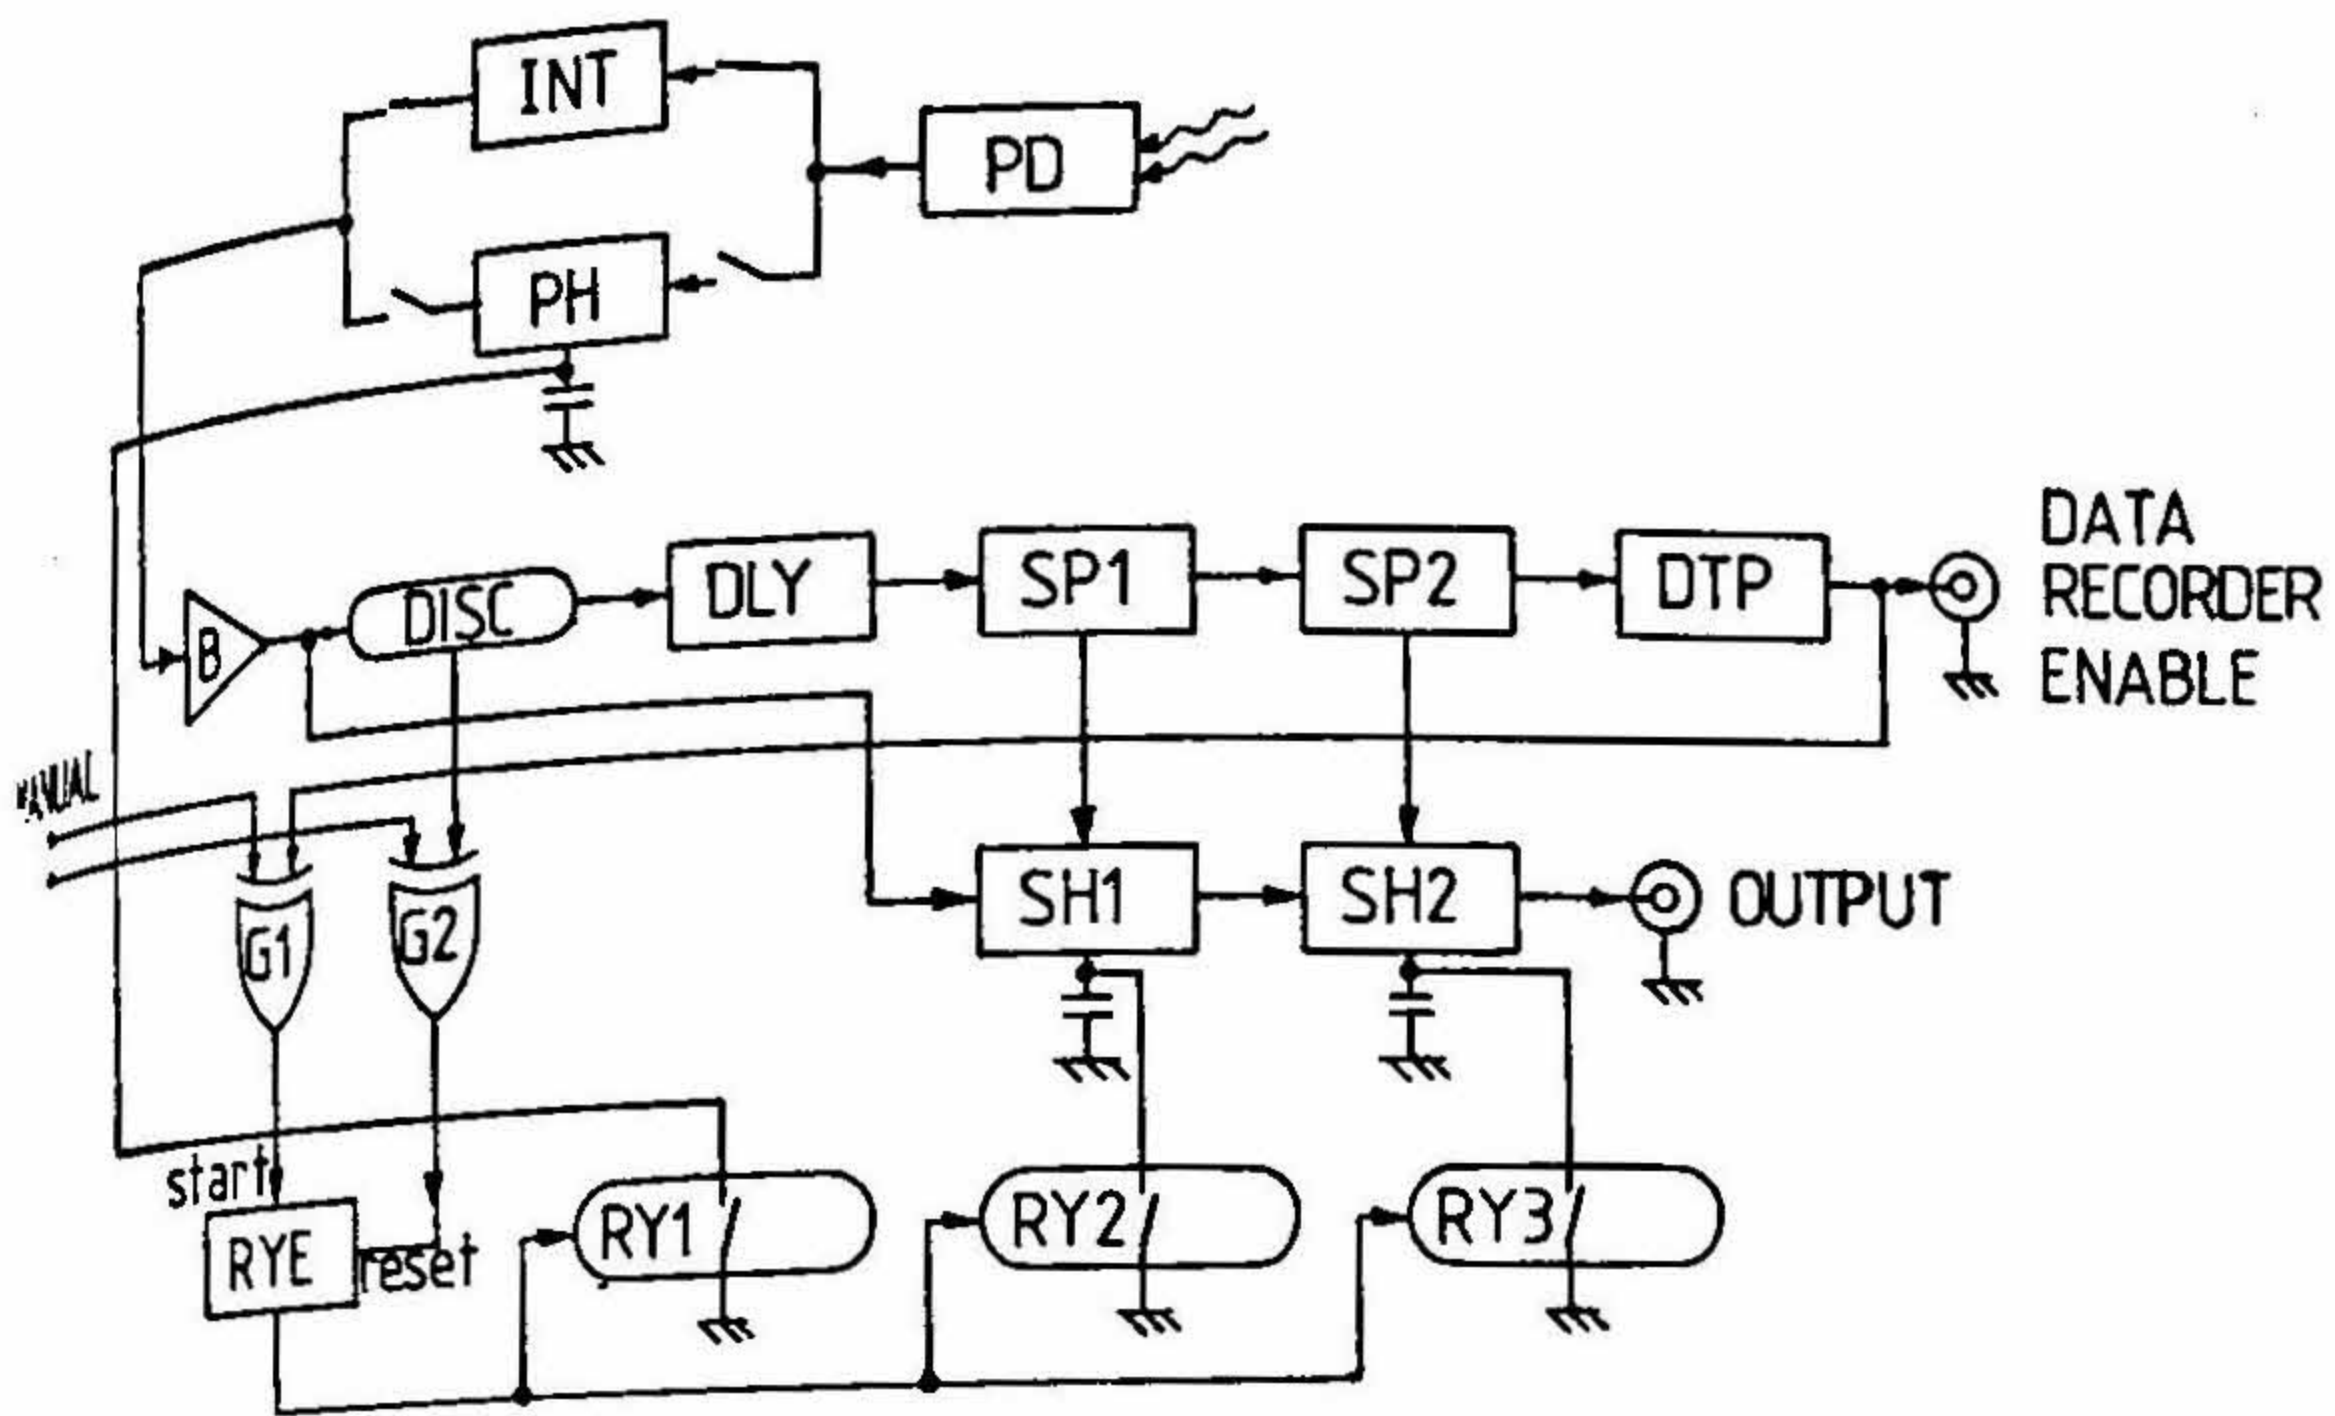 INT
PD
PH
DATA
RECORDER
ENABLE
B
DISC
DLY
SP1
SP2
DTP
MANUAL
G1
G2
SH1
SH2
OUTPUT
start
RYE
reset
RY1
RY2
RY3